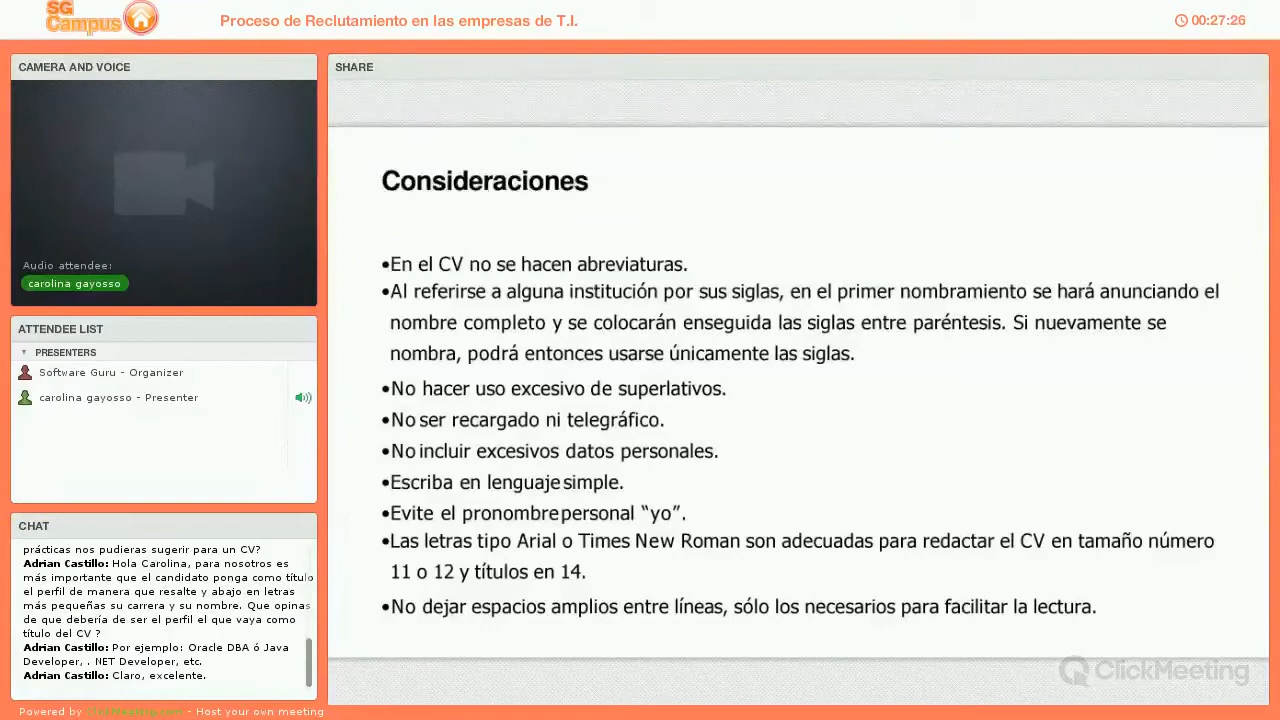 SG
Campus
Proceso de Reclutamiento en las empresas de T.I.
00:27:26
CAMERA AND VOICE
Audio attendee:
carolina gayosso
ATTENDEE LIST
PRESENTERS
Software Guru - Organizer
carolina gayosso - Presenter
CHAT
prácticas nos pudieras sugerir para un CV?
Adrian Castillo: Hola Carolina, para nosotros es
más importante que el candidato ponga como título
el perfil de manera que resalte y abajo en letras
más pequeñas su carrera y su nombre. Que opinas
de que debería de ser el perfil el que vaya como
título del CV ?
Adrian Castillo: Por ejemplo: Oracle DBA ó Java
Developer, . NET Developer, etc.
Adrian Castillo: Claro, excelente.
SHARE
Consideraciones
•En el CV no se hacen abreviaturas.
•Al referirse a alguna institución por sus siglas, en el primer nombramiento se hará anunciando el
nombre completo y se colocarán enseguida las siglas entre paréntesis. Si nuevamente se
nombra, podrá entonces usarse únicamente las siglas.
•No hacer uso excesivo de superlativos.
•No ser recargado ni telegráfico.
•No incluir excesivos datos personales.
•Escriba en lenguaje simple.
•Evite el pronombre personal “yo”.
•Las letras tipo Arial o Times New Roman son adecuadas para redactar el CV en tamaño número
11 o 12 y títulos en 14.
•No dejar espacios amplios entre líneas, sólo los necesarios para facilitar la lectura.
ClickMeeting
Powered by ClickMeeting.com - Host your own meeting